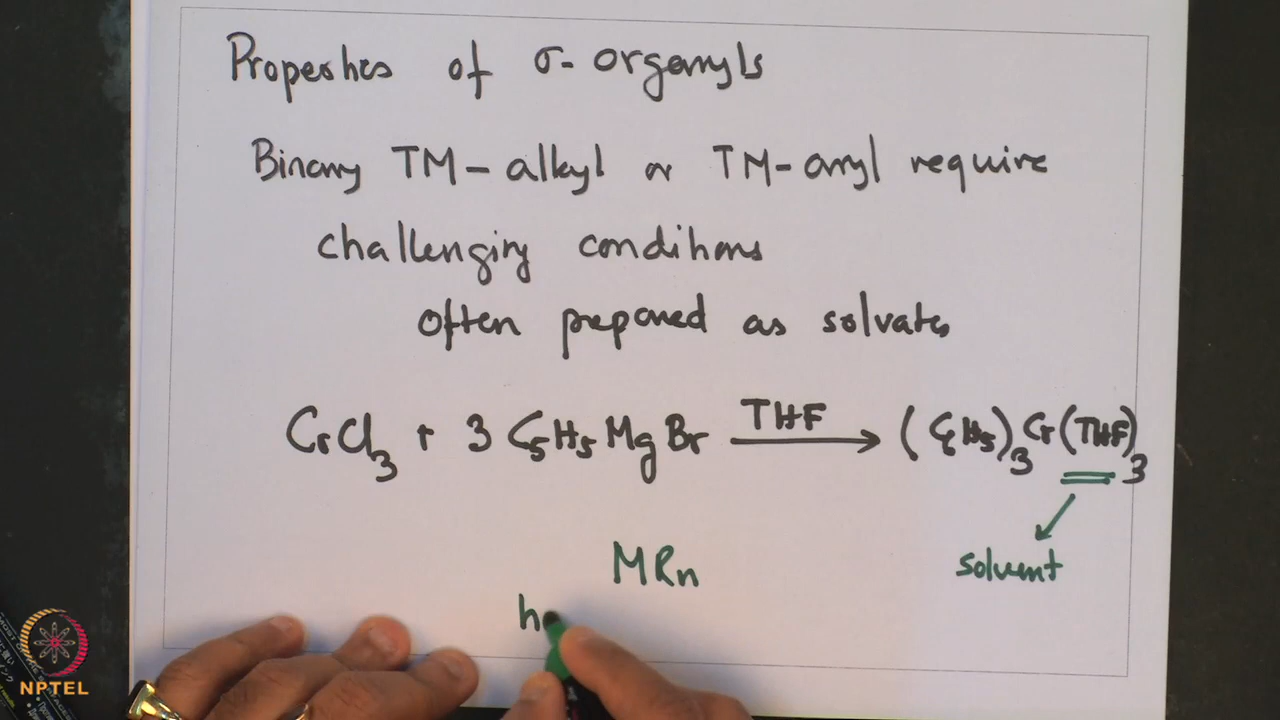 Properties of σ-organyls
Binary TM-alkyl or TM-aryl require
challenging conditions
often prepared as solvates
CrCl3 + 3 C5H5MgBr THF → (C6H5)3Cr(THF)3
solvent
MRn
h
NPTEL